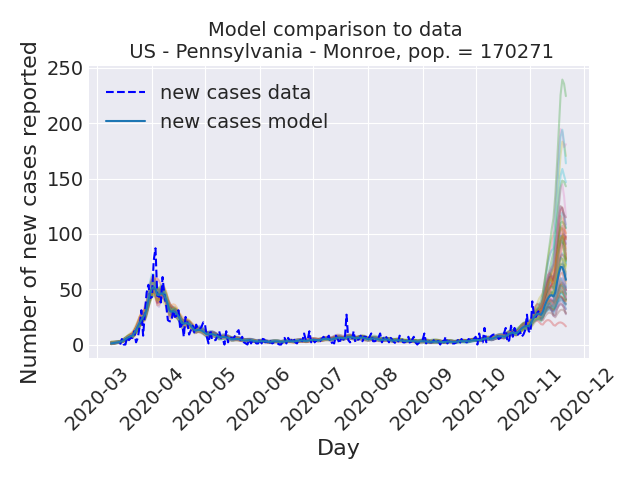 Model comparison to data
US - Pennsylvania - Monroe, pop. = 170271
Number of new cases reported
250
200
150
100
50
0
new cases data
new cases model
2020-03
2020-04
2020-05
2020-06
2020-07
2020-08
2020-09
2020-10
2020-11
2020-12
Day